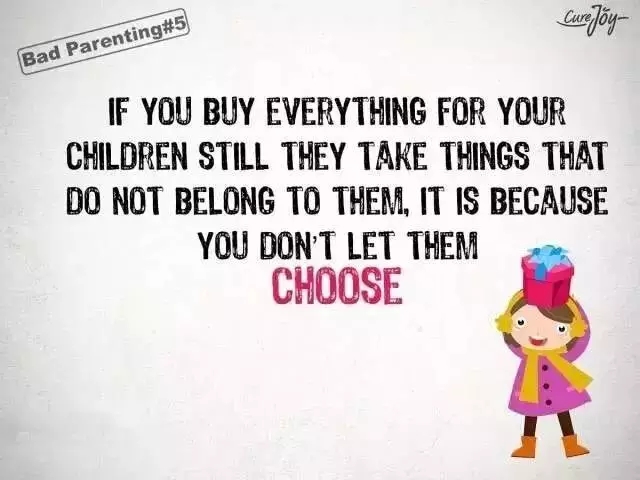 Bad Parenting#5
CureJoy
IF YOU BUY EVERYTHING FOR YOUR
CHILDREN STILL THEY TAKE THINGS THAT
DO NOT BELONG TO THEM, IT IS BECAUSE
YOU DON'T LET THEM
CHOOSE